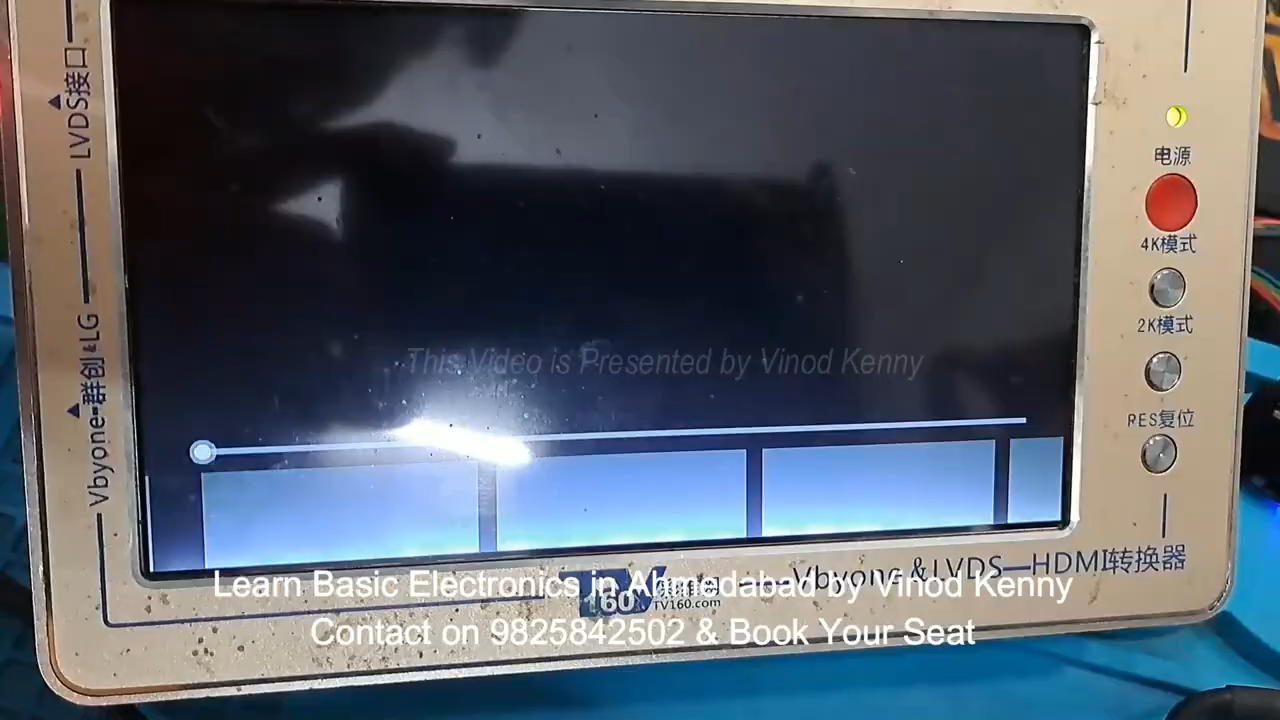 LVDS接口
Vbyone-群创&LG
电源
4K模式
2K模式
RES复位
This Video is Presented by Vinod Kenny
Vbyone &LVDS—HDMI转换器
160
TV160.com
Learn Basic Electronics in Ahmedabad by Vinod Kenny
Contact on 9825842502 & Book Your Seat